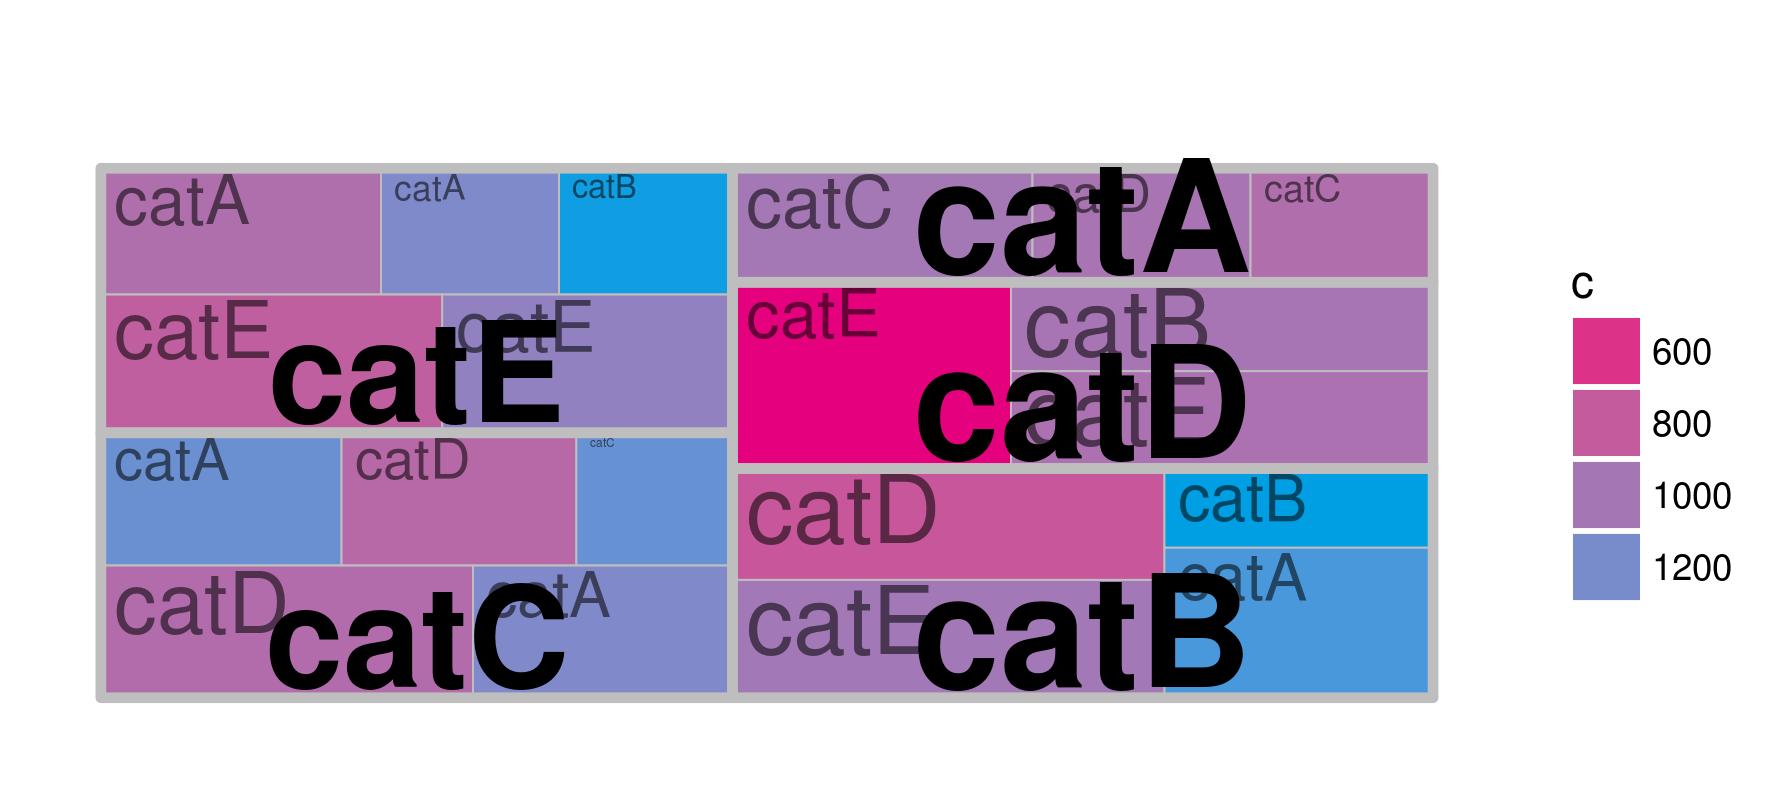 catA catA catB
catE catE
catE
catA catD catC
catD catA
catC
catC catD catC
catA
catE catB
catE
catD
catD catB
catA
catE
catB
c
600
800
1000
1200